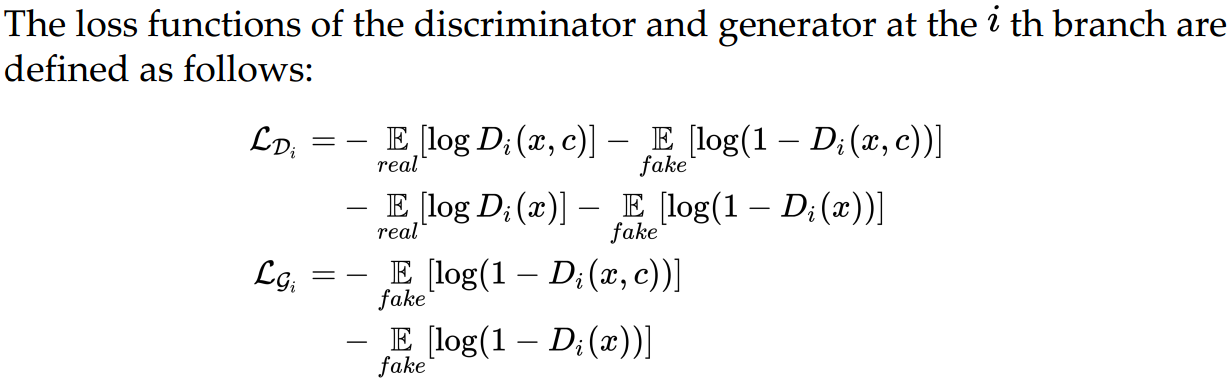 The loss functions of the discriminator and generator at the i th branch are
defined as follows:
ℒ_{𝒟_i} = − 𝔼_{real}[log D_i(x, c)] − 𝔼_{fake}[log(1 − D_i(x, c))]
− 𝔼_{real}[log D_i(x)] − 𝔼_{fake}[log(1 − D_i(x))]
ℒ_{𝒢_i} = − 𝔼_{fake}[log(1 − D_i(x, c))]
− 𝔼_{fake}[log(1 − D_i(x))]